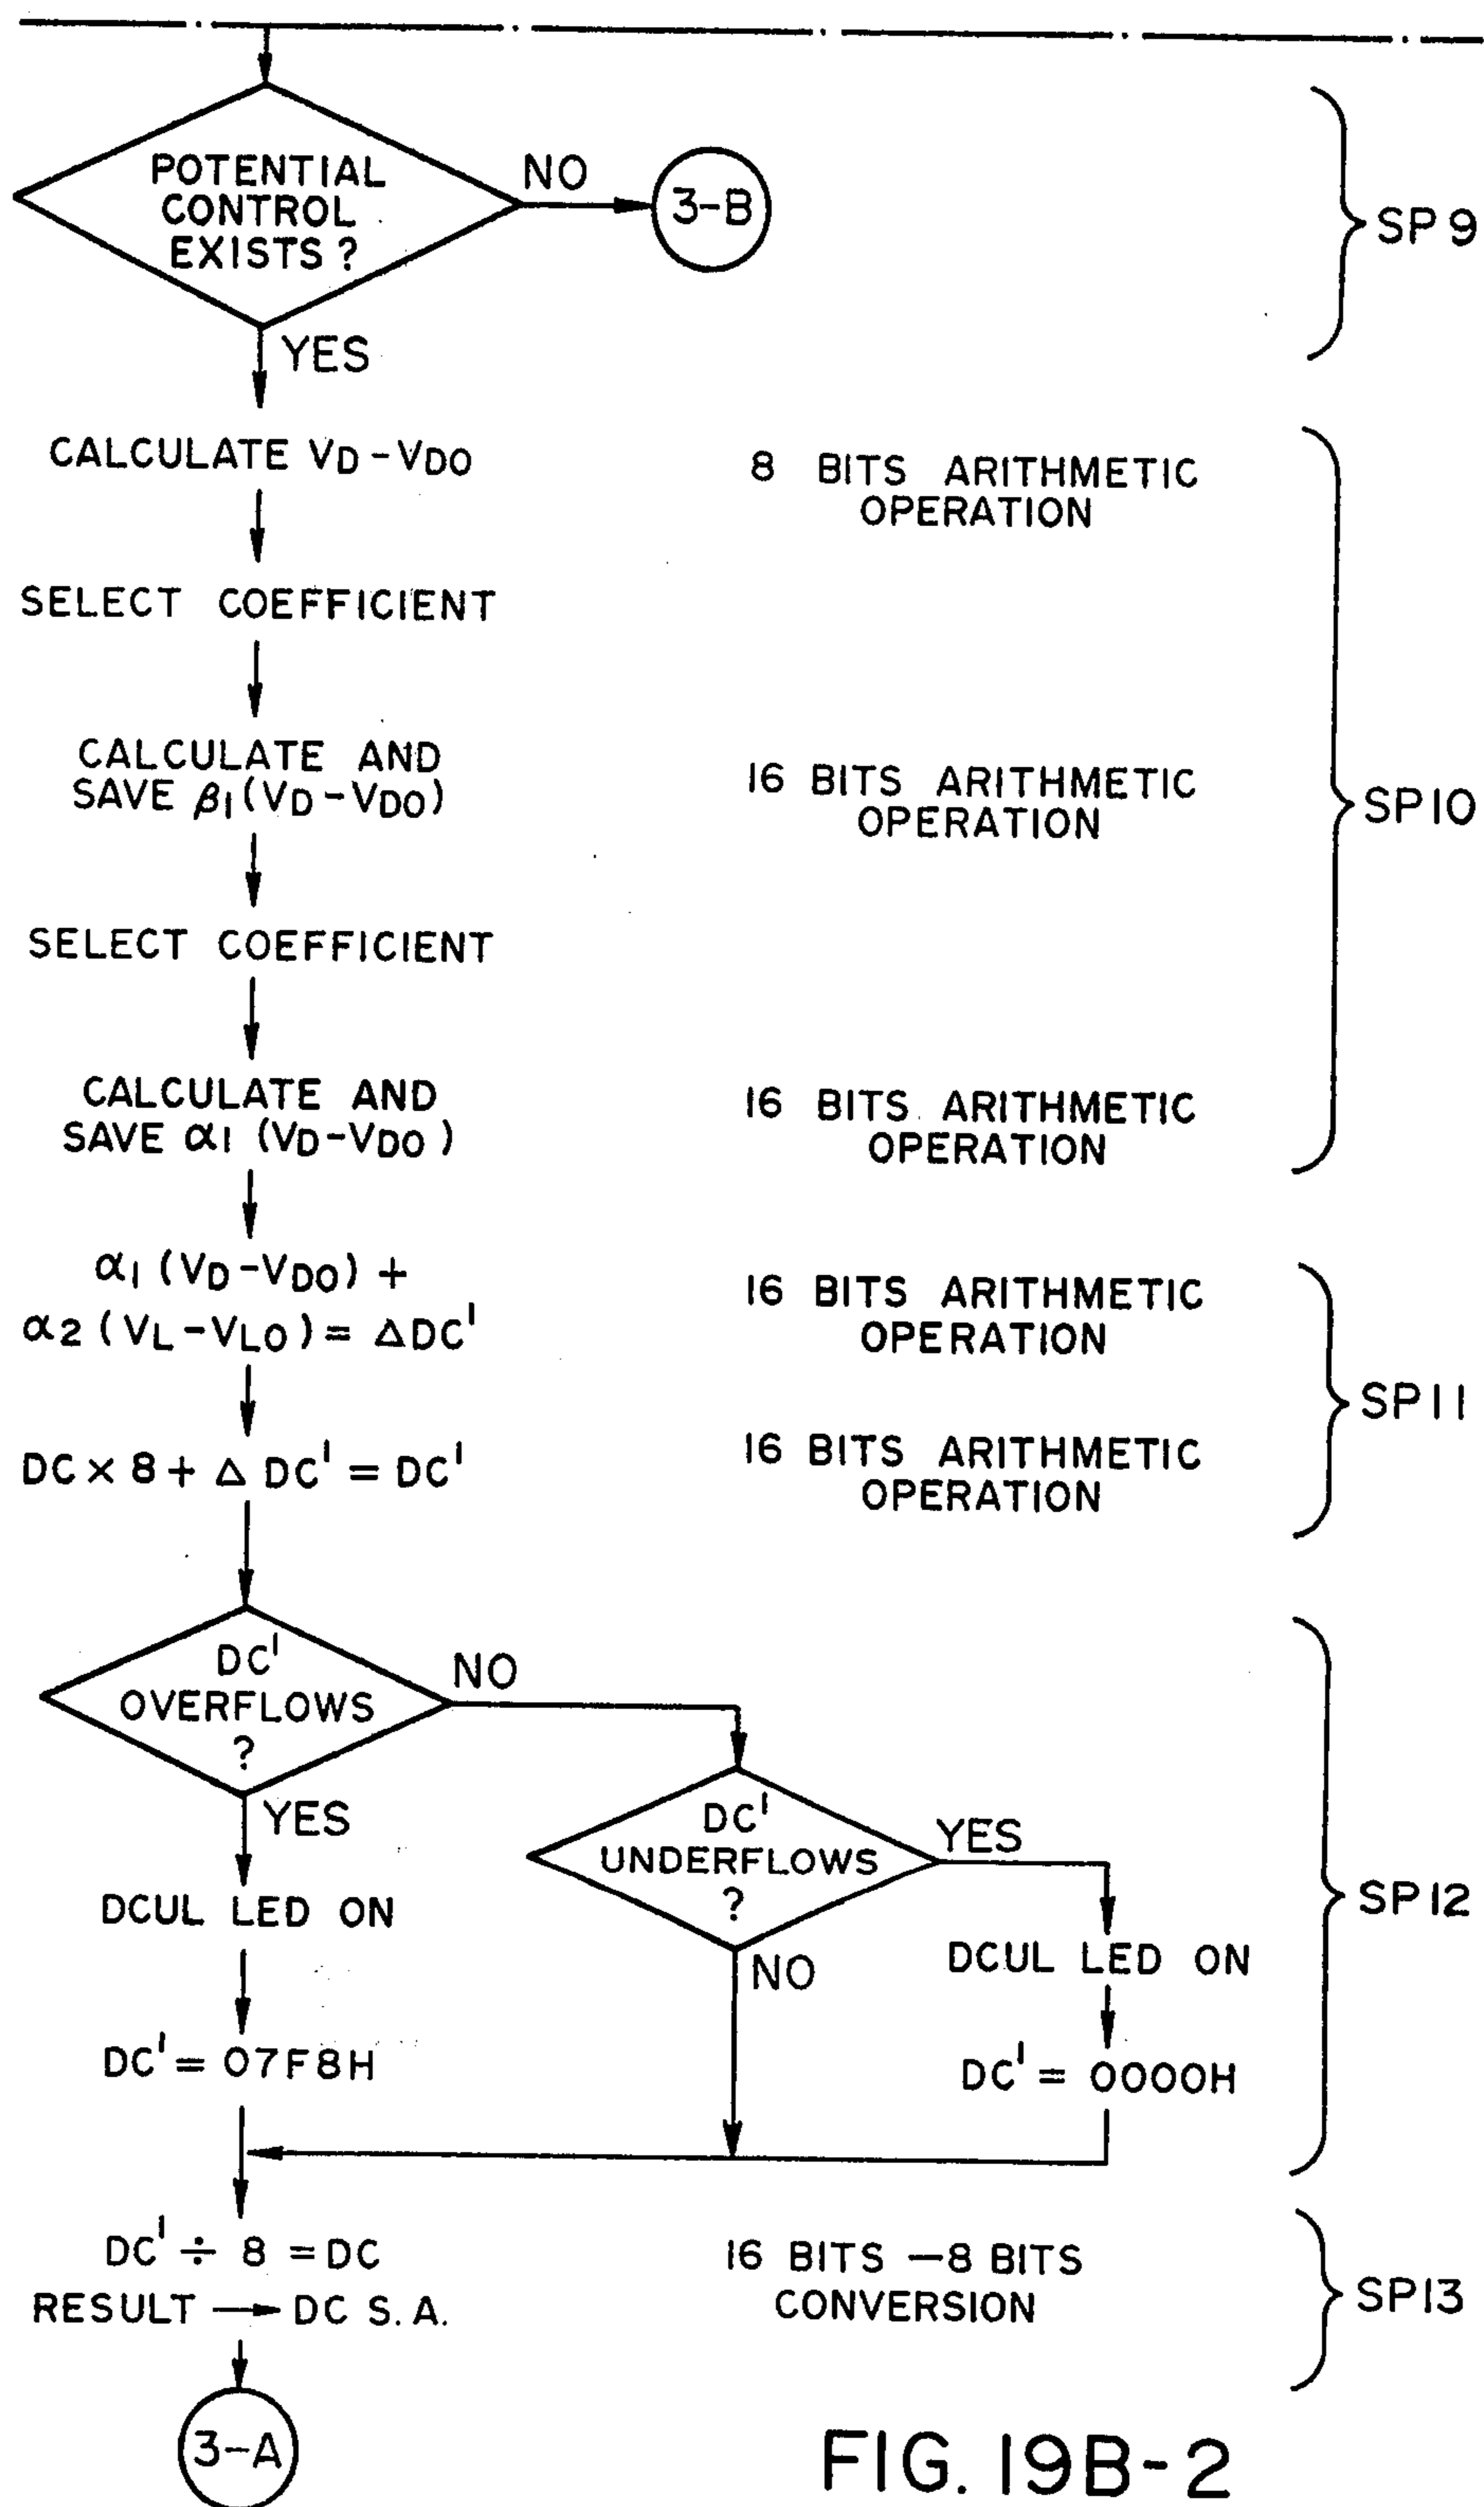 POTENTIAL
CONTROL
EXISTS ?
NO
3-B
SP9
YES
CALCULATE VD-VDO
8 BITS ARITHMETIC
OPERATION
SELECT COEFFICIENT
CALCULATE AND
SAVE β1(VD-VDO)
16 BITS ARITHMETIC
OPERATION
SP10
SELECT COEFFICIENT
CALCULATE AND
SAVE α1 (VD-VDO)
16 BITS ARITHMETIC
OPERATION
α1 (VD-VDO) +
α2 (VL-VLO) = ΔDC'
16 BITS ARITHMETIC
OPERATION
SP11
DC × 8 + Δ DC' = DC'
16 BITS ARITHMETIC
OPERATION
DC'
OVERFLOWS
?
NO
YES
DC'
UNDERFLOWS
?
YES
NO
SP12
DCUL LED ON
DCUL LED ON
DC' = 07F8H
DC' = 0000H
DC' ÷ 8 = DC
RESULT → DC S.A.
16 BITS —8 BITS
CONVERSION
SP13
3-A
FIG. 19B-2